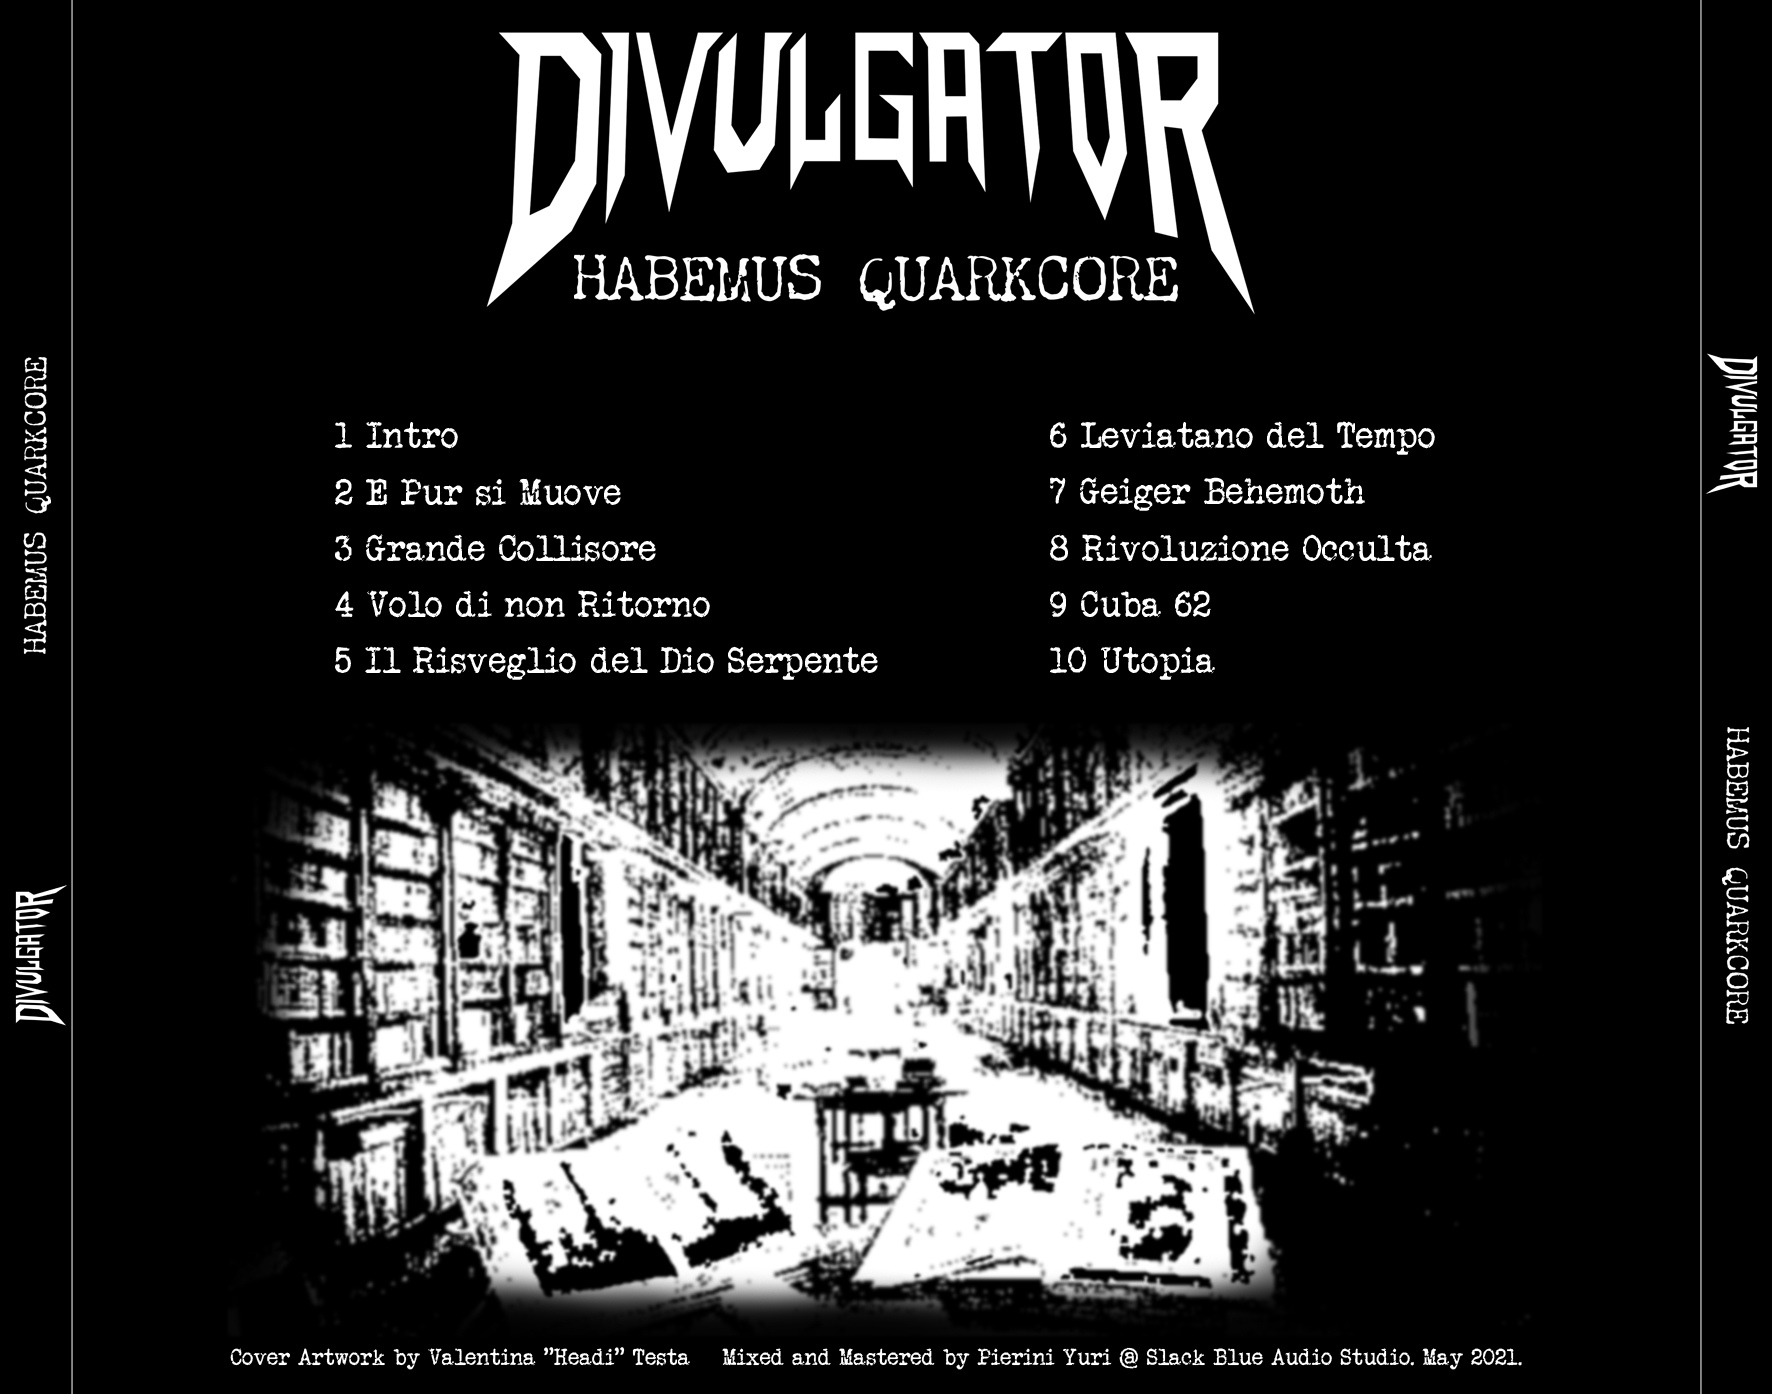 DIVULGATOR
HABEMUS QUARKCORE
1 Intro
2 E Pur si Muove
3 Grande Collisore
4 Volo di non Ritorno
5 Il Risveglio del Dio Serpente
6 Leviatano del Tempo
7 Geiger Behemoth
8 Rivoluzione Occulta
9 Cuba 62
10 Utopia
Cover Artwork by Valentina "Headi" Testa
Mixed and Mastered by Pierini Yuri @ Slack Blue Audio Studio. May 2021.
DIVULGATOR
HABEMUS QUARKCORE
DIVULGATOR
HABEMUS QUARKCORE